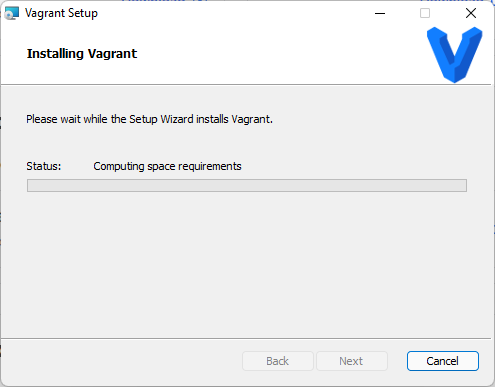 Vagrant Setup
Installing Vagrant
Please wait while the Setup Wizard installs Vagrant.
Status: Computing space requirements
Back Next Cancel